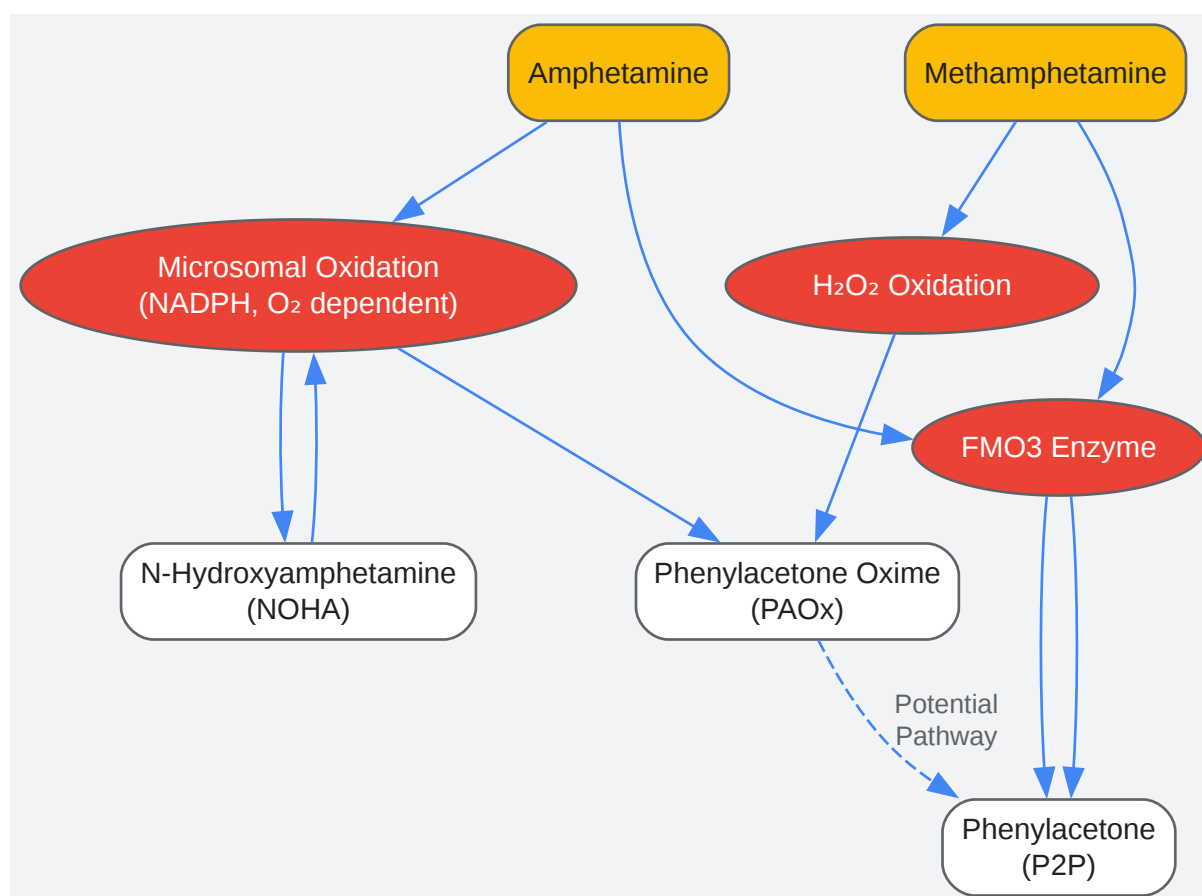 Amphetamine
Methamphetamine
Microsomal Oxidation
(NADPH, O₂ dependent)
H₂O₂ Oxidation
FMO3 Enzyme
N-Hydroxyamphetamine
(NOHA)
Phenylacetone Oxime
(PAOx)
Potential
Pathway
Phenylacetone
(P2P)